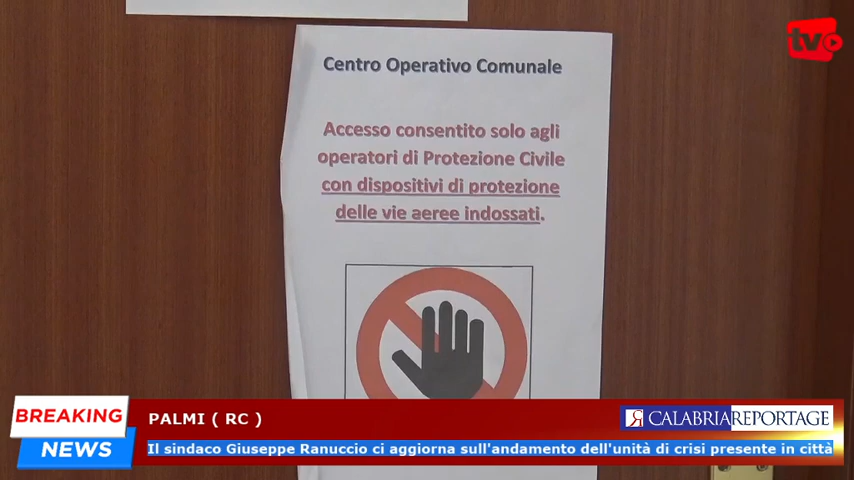 tv
Centro Operativo Comunale
Accesso consentito solo agli
operatori di Protezione Civile
con dispositivi di protezione
delle vie aeree indossati.
BREAKING
NEWS
PALMI ( RC )
CALABRIAREPORTAGE
Il sindaco Giuseppe Ranuccio ci aggiorna sull'andamento dell'unità di crisi presente in città